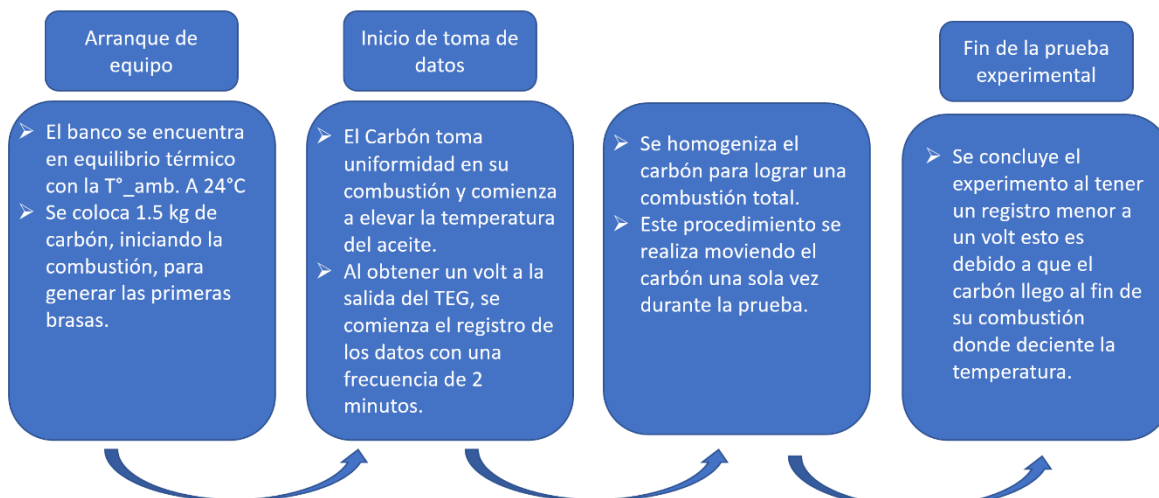 Arranque de
equipo
El banco se encuentra
en equilibrio térmico
con la T°_amb. A 24°C
Se coloca 1.5 kg de
carbón, iniciando la
combustión, para
generar las primeras
brasas.
Inicio de toma de
datos
El Carbón toma
uniformidad en su
combustión y comienza
a elevar la temperatura
del aceite.
Al obtener un volt a la
salida del TEG, se
comienza el registro de
los datos con una
frecuencia de 2
minutos.
Se homogeniza el
carbón para lograr una
combustión total.
Este procedimiento se
realiza moviendo el
carbón una sola vez
durante la prueba.
Fin de la prueba
experimental
Se concluye el
experimento al tener
un registro menor a
un volt esto es
debido a que el
carbón llego al fin de
su combustión
donde deciente la
temperatura.